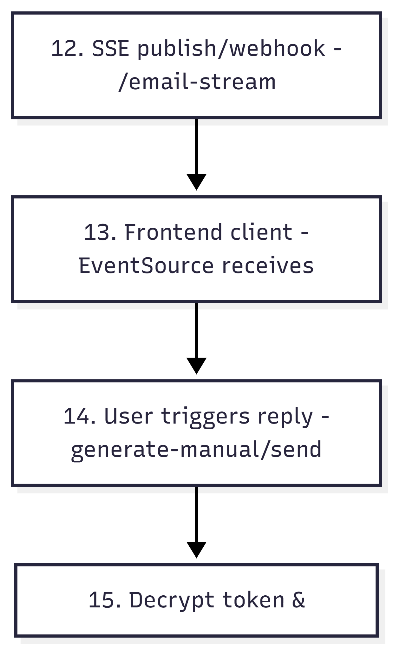 12. SSE publish/webhook -
/email-stream
13. Frontend client -
EventSource receives
14. User triggers reply -
generate-manual/send
15. Decrypt token &